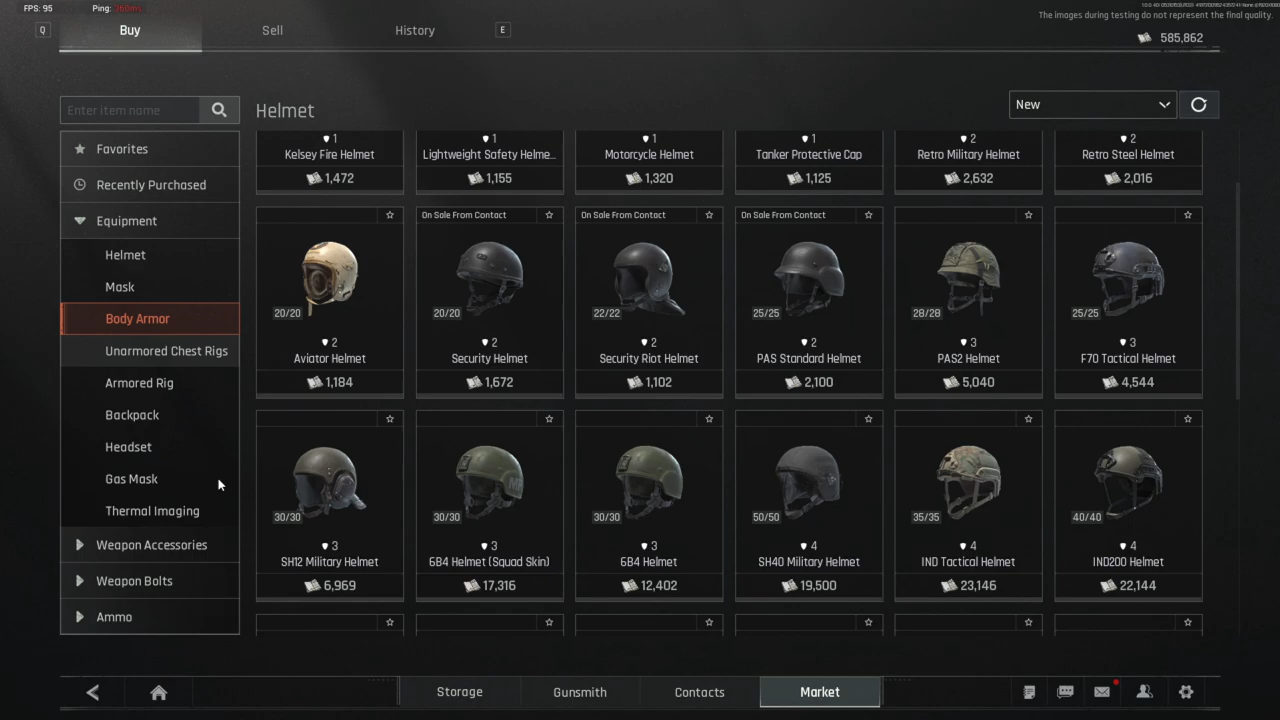 FPS: 95
Ping:
The images during testing do not represent the final quality.
Q
Buy
Sell
History
E
585,862
Enter item name
Helmet
New
Favorites
Recently Purchased
Equipment
Helmet
Mask
Body Armor
Unarmored Chest Rigs
Armored Rig
Backpack
Headset
Gas Mask
Thermal Imaging
Weapon Accessories
Weapon Bolts
Ammo
1 1 1 1 2 2
Kelsey Fire Helmet Lightweight Safety Helme... Motorcycle Helmet Tanker Protective Cap Retro Military Helmet Retro Steel Helmet
1,472 1,155 1,320 1,125 2,632 2,016
On Sale From Contact On Sale From Contact On Sale From Contact
20/20 20/20 22/22 25/25 28/28 25/25
2 2 2 2 3 3
Aviator Helmet Security Helmet Security Riot Helmet PAS Standard Helmet PAS2 Helmet F70 Tactical Helmet
1,184 1,672 1,102 2,100 5,040 4,544
30/30 30/30 30/30 50/50 35/35 40/40
3 3 3 4 4 4
SH12 Military Helmet 6B4 Helmet (Squad Skin) 6B4 Helmet SH40 Military Helmet IND Tactical Helmet IND200 Helmet
6,969 17,316 12,402 19,500 23,146 22,144
Storage
Gunsmith
Contacts
Market